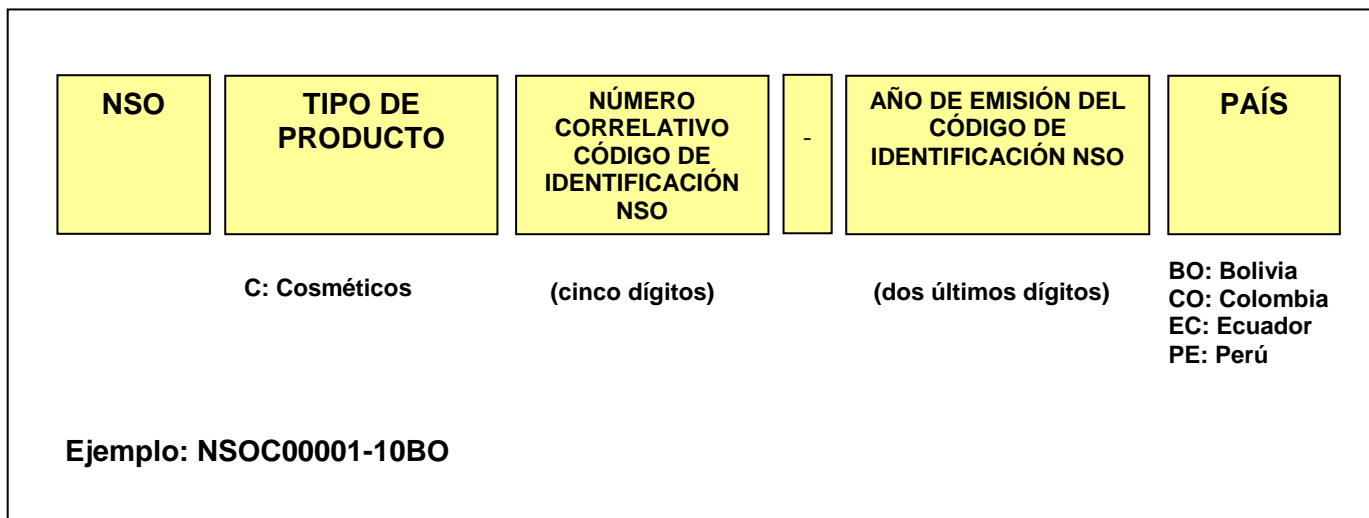 NSO
TIPO DE
PRODUCTO
NÚMERO
CORRELATIVO
CÓDIGO DE
IDENTIFICACIÓN
NSO
-
AÑO DE EMISIÓN DEL
CÓDIGO DE
IDENTIFICACIÓN NSO
PAÍS
C: Cosméticos
(cinco dígitos)
(dos últimos dígitos)
BO: Bolivia
CO: Colombia
EC: Ecuador
PE: Perú
Ejemplo: NSOC00001-10BO